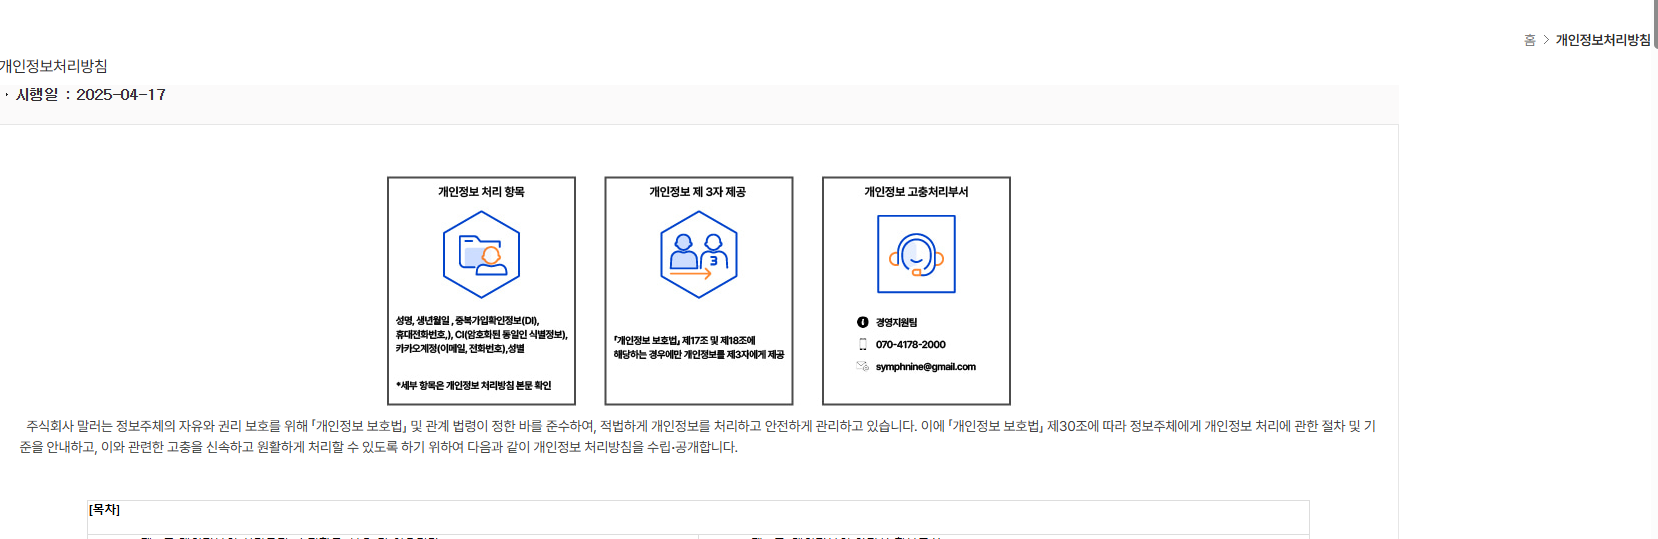 홈 > 개인정보처리방침
개인정보처리방침
· 시행일 : 2025-04-17
개인정보 처리 항목
성명, 생년월일 , 중복가입확인정보(DI),
휴대전화번호,), CI(암호화된 동일인 식별정보),
카카오계정(이메일, 전화번호),성별
*세부 항목은 개인정보 처리방침 본문 확인
개인정보 제 3자 제공
3
「개인정보 보호법」 제17조 및 제18조에
해당하는 경우에만 개인정보를 제3자에게 제공
개인정보 고충처리부서
경영지원팀
070-4178-2000
symphnine@gmail.com
주식회사 말러는 정보주체의 자유와 권리 보호를 위해 「개인정보 보호법」 및 관계 법령이 정한 바를 준수하여, 적법하게 개인정보를 처리하고 안전하게 관리하고 있습니다. 이에 「개인정보 보호법」 제30조에 따라 정보주체에게 개인정보 처리에 관한 절차 및 기
준을 안내하고, 이와 관련한 고충을 신속하고 원활하게 처리할 수 있도록 하기 위하여 다음과 같이 개인정보 처리방침을 수립·공개합니다.
[목차]